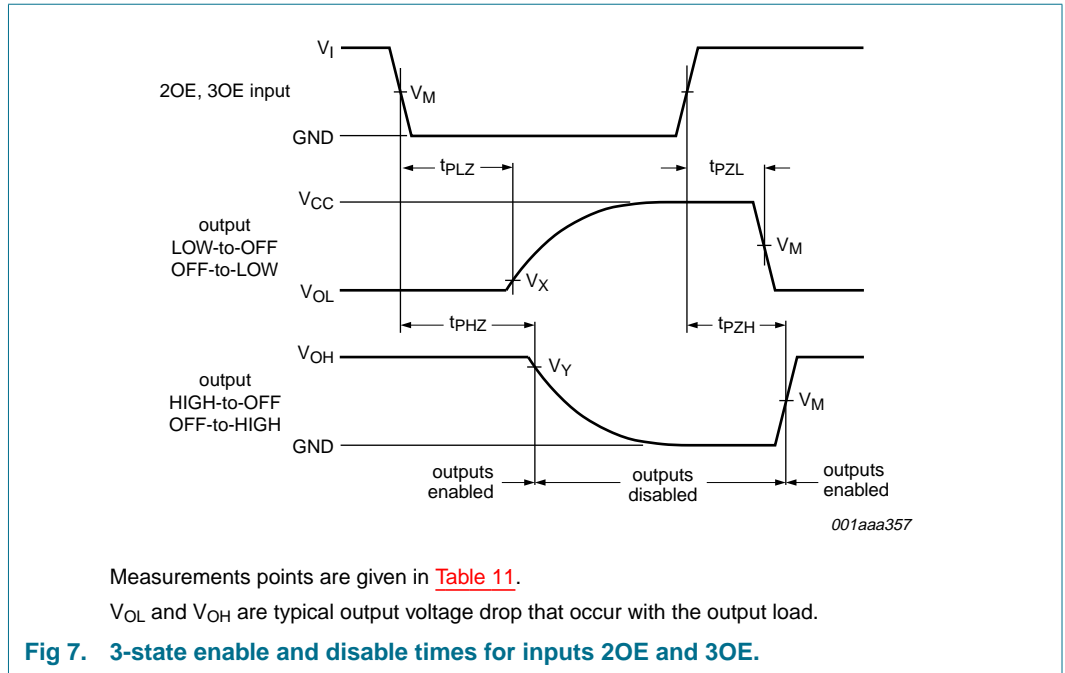 VI
2OE, 3OE input
VM
GND
tPLZ
tPZL
VCC
output
LOW-to-OFF
OFF-to-LOW
VM
VX
VOL
tPHZ
tPZH
VOH
VY
output
HIGH-to-OFF
OFF-to-HIGH
VM
GND
outputs
enabled
outputs
disabled
outputs
enabled
001aaa357
Measurements points are given in Table 11.
VOL and VOH are typical output voltage drop that occur with the output load.
Fig 7. 3-state enable and disable times for inputs 2OE and 3OE.